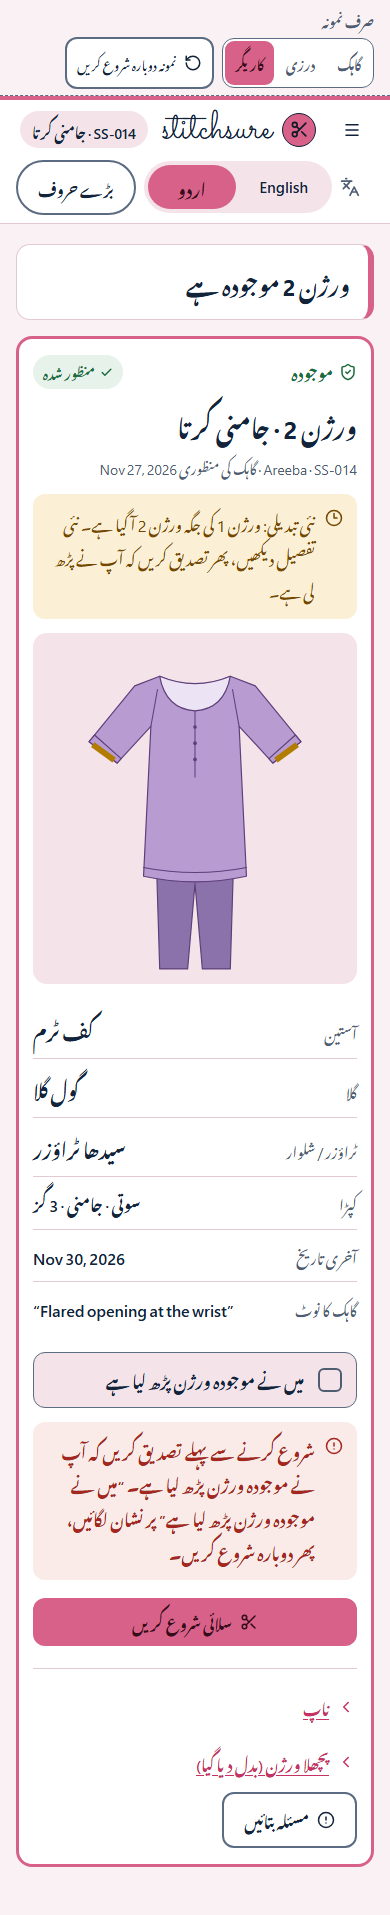 صرف نمونہ
گاہک درزی کاریگر نمونہ دوبارہ شروع کریں
stitchsure SS-014 · جامنی کرتا
English اردو بڑے حروف
ورژن 2 موجودہ ہے
موجودہ منظور شدہ
ورژن 2 · جامنی کرتا
SS-014 · Areeba · گاہک کی منظوری Nov 27, 2026
نئی تبدیلی: ورژن 1 کی جگہ ورژن 2 آ گیا ہے۔ نئی
تفصیل دیکھیں، پھر تصدیق کریں کہ آپ نے پڑھ
لی ہے۔
آستین کف ٹرم
گلا گول گلا
ٹراؤزر / شلوار سیدھا ٹراؤزر
کپڑا سوتی · جامنی · 3 گز
آخری تاریخ Nov 30, 2026
گاہک کا نوٹ “Flared opening at the wrist”
میں نے موجودہ ورژن پڑھ لیا ہے
شروع کرنے سے پہلے تصدیق کریں کہ آپ
نے موجودہ ورژن پڑھ لیا ہے۔ ”میں نے
موجودہ ورژن پڑھ لیا ہے“ پر نشان لگائیں،
پھر دوبارہ شروع کریں۔
سلائی شروع کریں
ناپ
پچھلا ورژن (بدل دیا گیا)
مسئلہ بتائیں